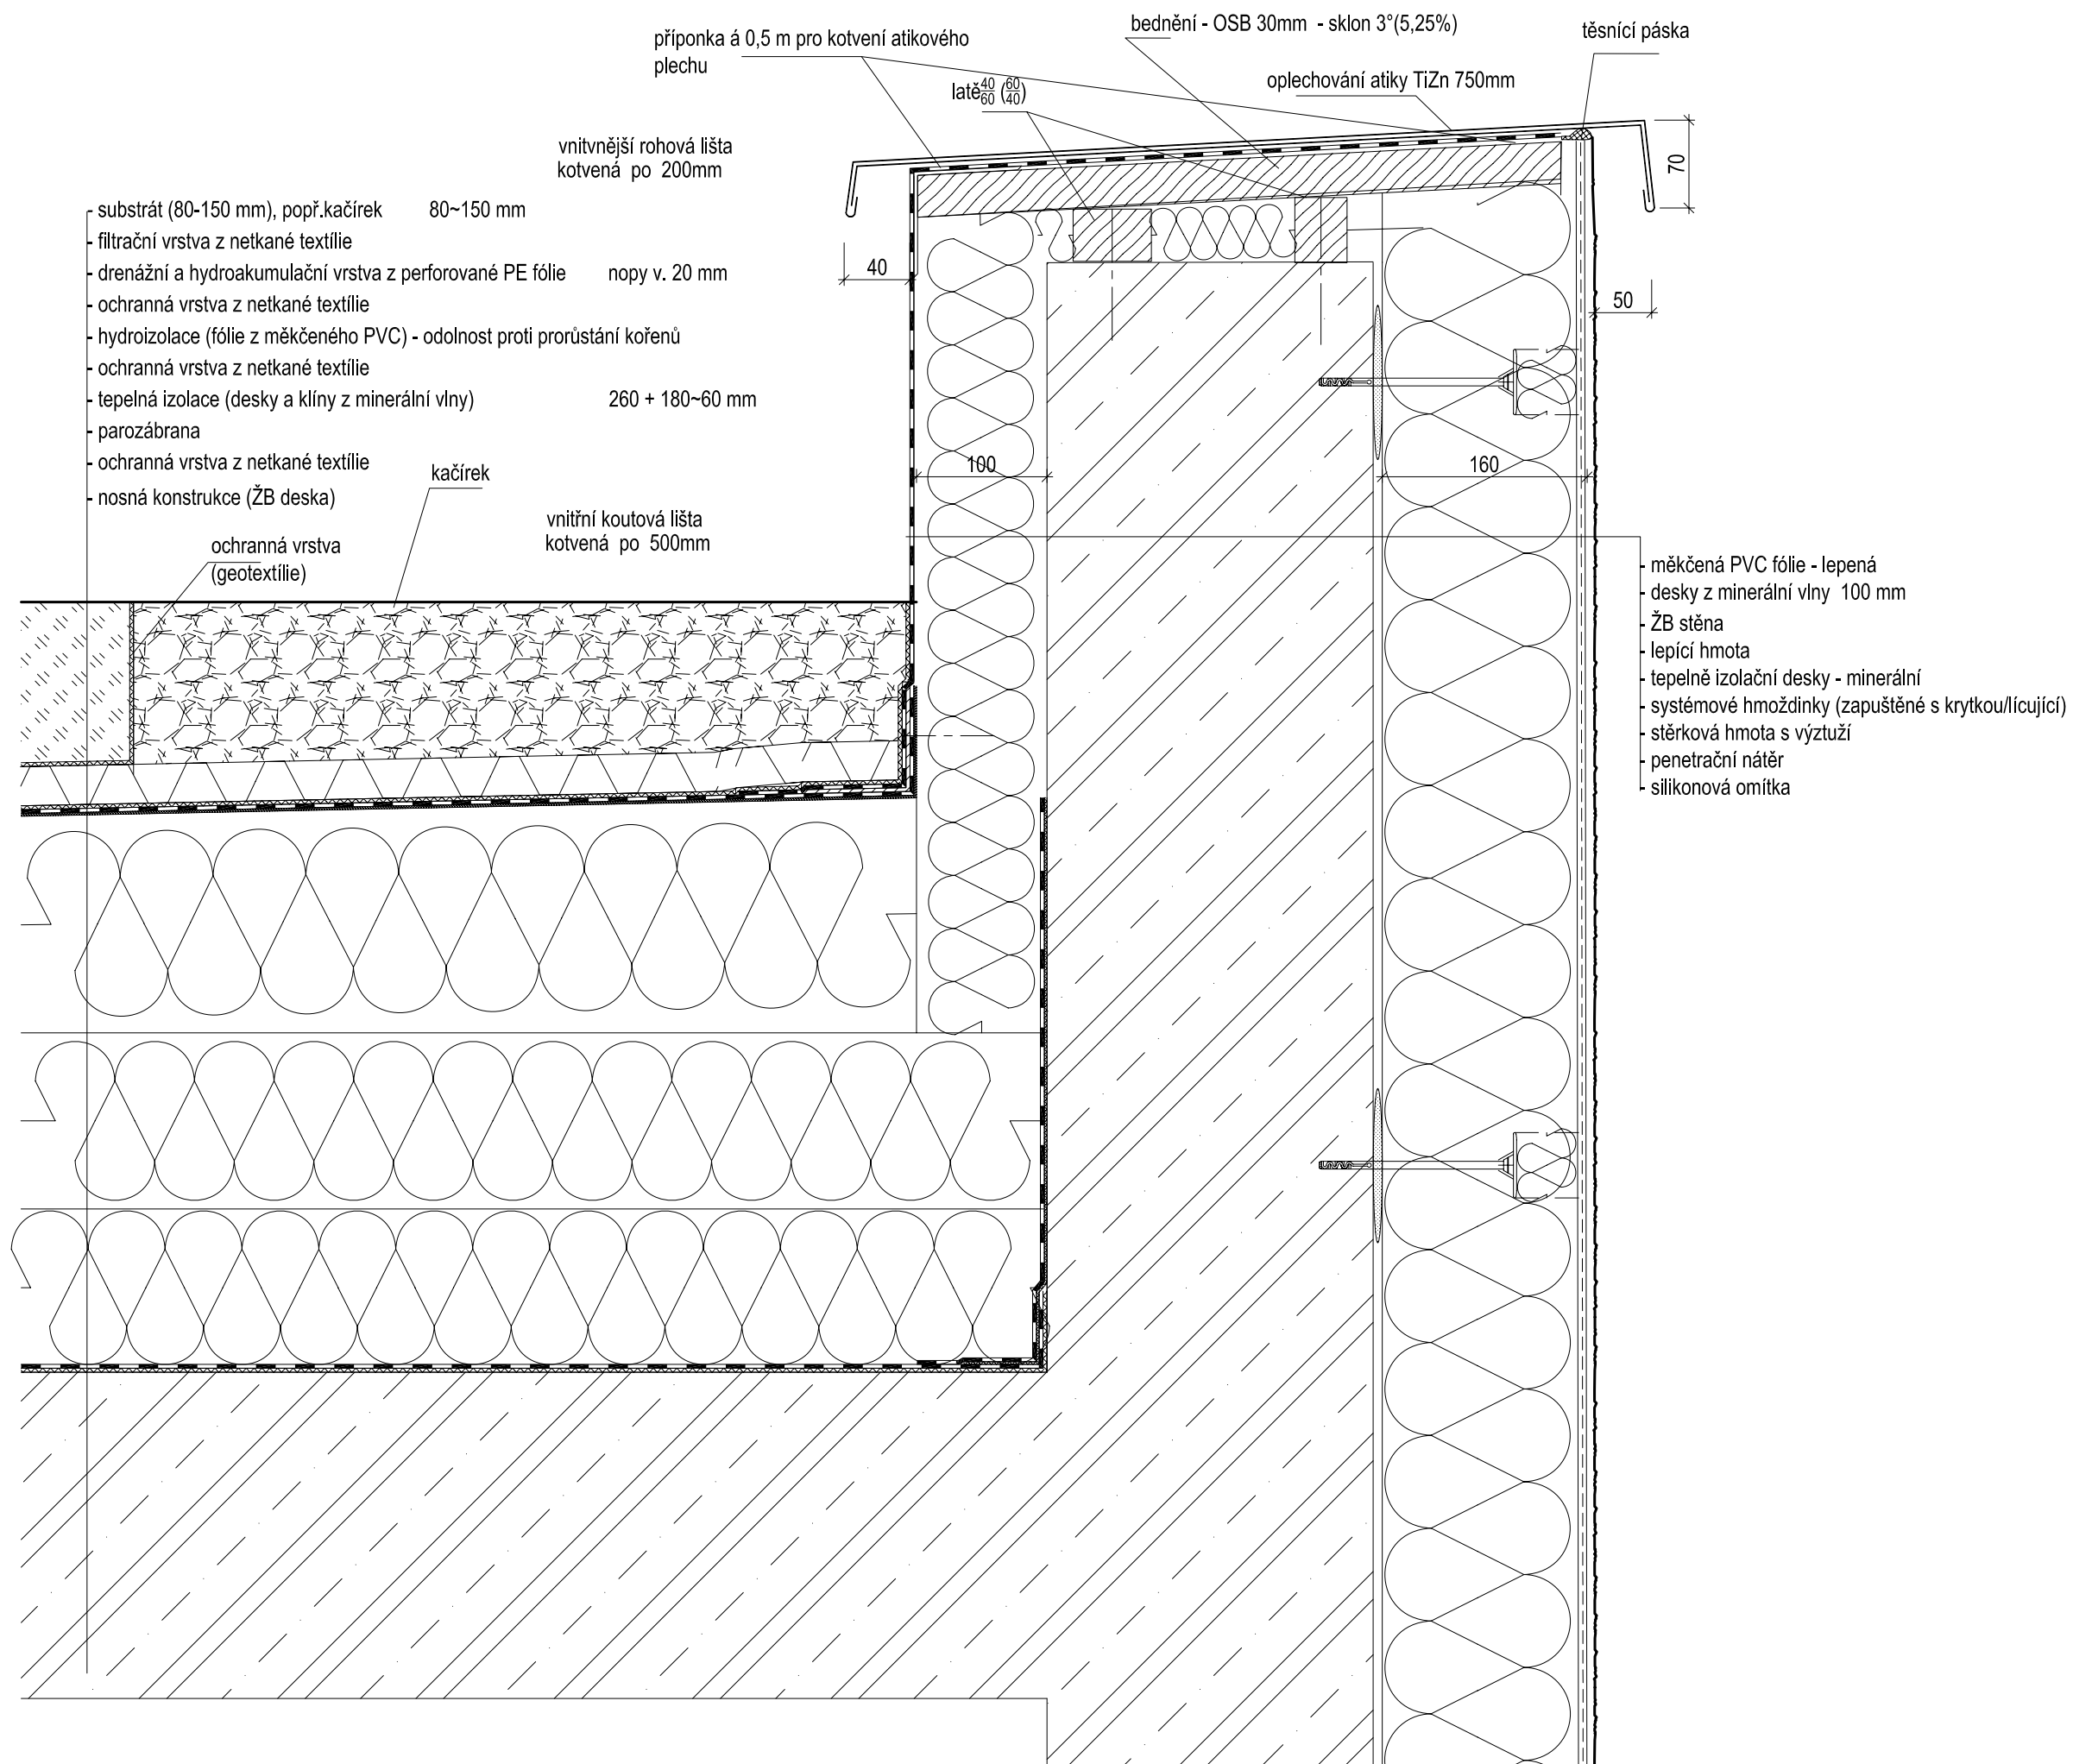 bednění - OSB 30mm - sklon 3°(5,25%)
těsnící páska
příponka á 0,5 m pro kotvení atikového
plechu
latě 40/60 (60/40)
oplechování atiky TiZn 750mm
vnitvnější rohová lišta
kotvená po 200mm
70
substrát (80-150 mm), popř.kačírek 80~150 mm
filtrační vrstva z netkané textílie
drenážní a hydroakumulační vrstva z perforované PE fólie nopy v. 20 mm
ochranná vrstva z netkané textílie
hydroizolace (fólie z měkčeného PVC) - odolnost proti prorůstání kořenů
ochranná vrstva z netkané textílie
tepelná izolace (desky a klíny z minerální vlny) 260 + 180~60 mm
parozábrana
ochranná vrstva z netkané textílie
nosná konstrukce (ŽB deska)
40
50
100
160
kačírek
vnitřní koutová lišta
kotvená po 500mm
ochranná vrstva
(geotextílie)
měkčená PVC fólie - lepená
desky z minerální vlny 100 mm
ŽB stěna
lepící hmota
tepelně izolační desky - minerální
systémové hmoždinky (zapuštěné s krytkou/lícující)
stěrková hmota s výztuží
penetrační nátěr
silikonová omítka